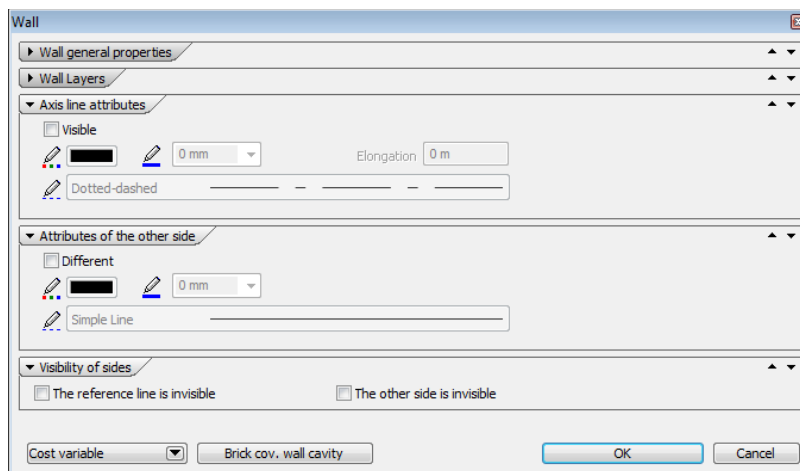 Wall
Wall general properties
Wall Layers
Axis line attributes
Visible
0 mm
Elongation 0 m
Dotted-dashed
Attributes of the other side
Different
0 mm
Simple Line
Visibility of sides
The reference line is invisible The other side is invisible
Cost variable Brick cov. wall cavity OK Cancel